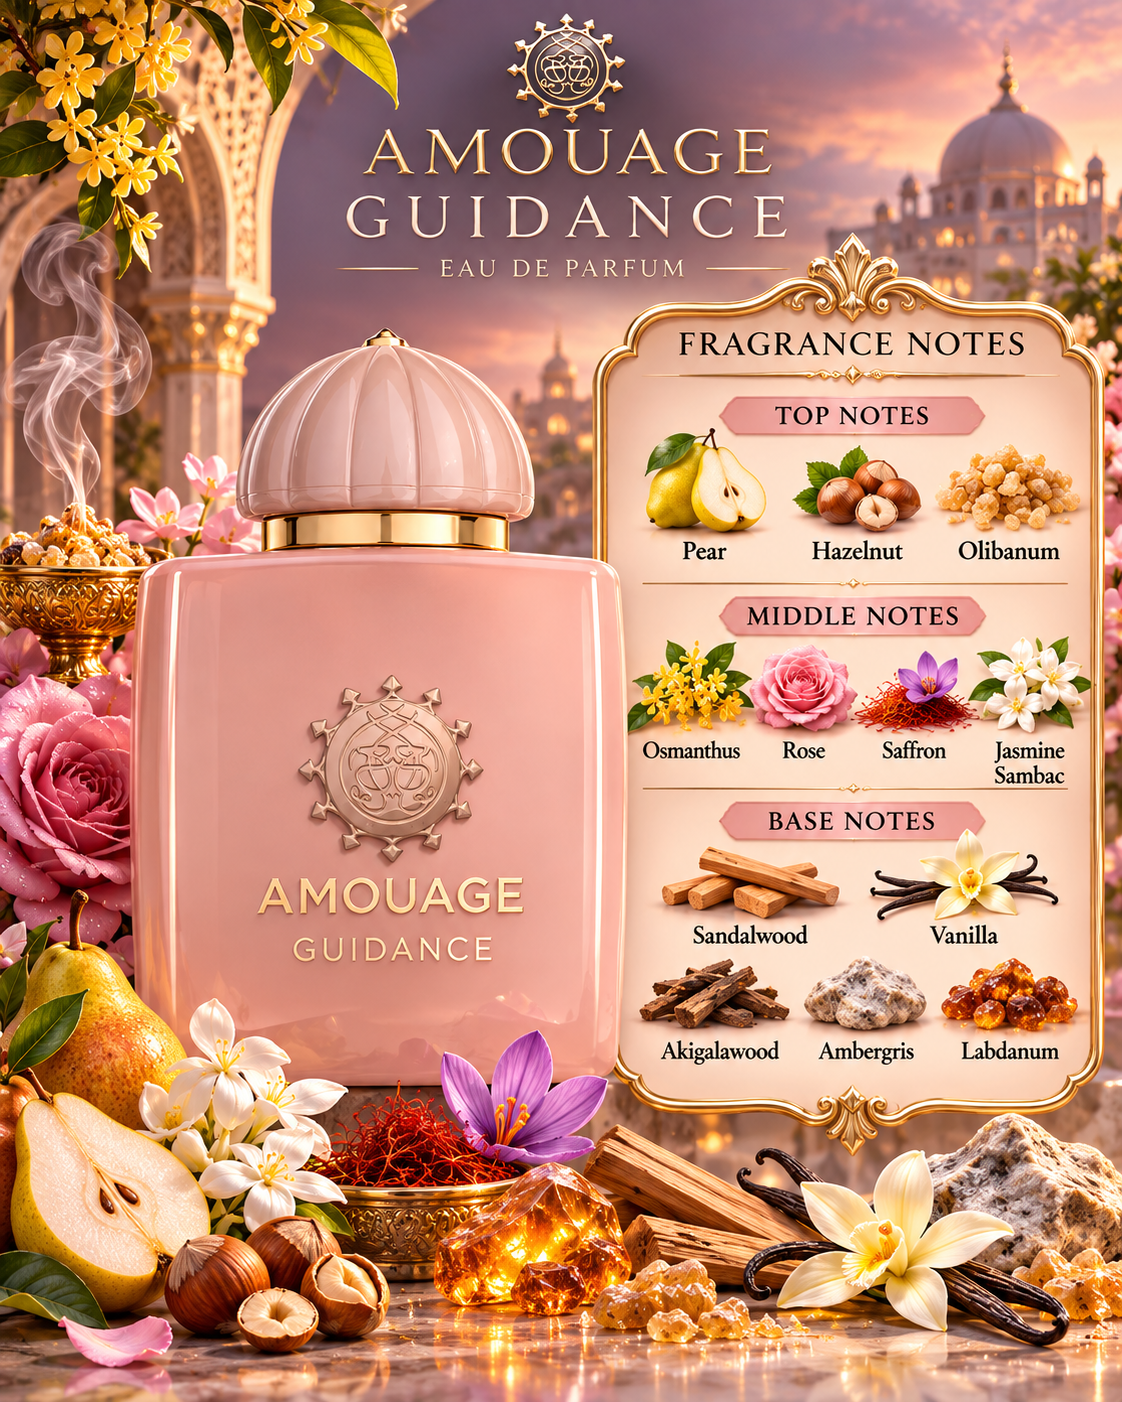 AMOUAGE
GUIDANCE
EAU DE PARFUM
FRAGRANCE NOTES
TOP NOTES
Pear
Hazelnut
Olibanum
MIDDLE NOTES
Osmanthus
Rose
Saffron
Jasmine
Sambac
BASE NOTES
Sandalwood
Vanilla
Akigalawood
Ambergris
Labdanum
AMOUAGE
GUIDANCE